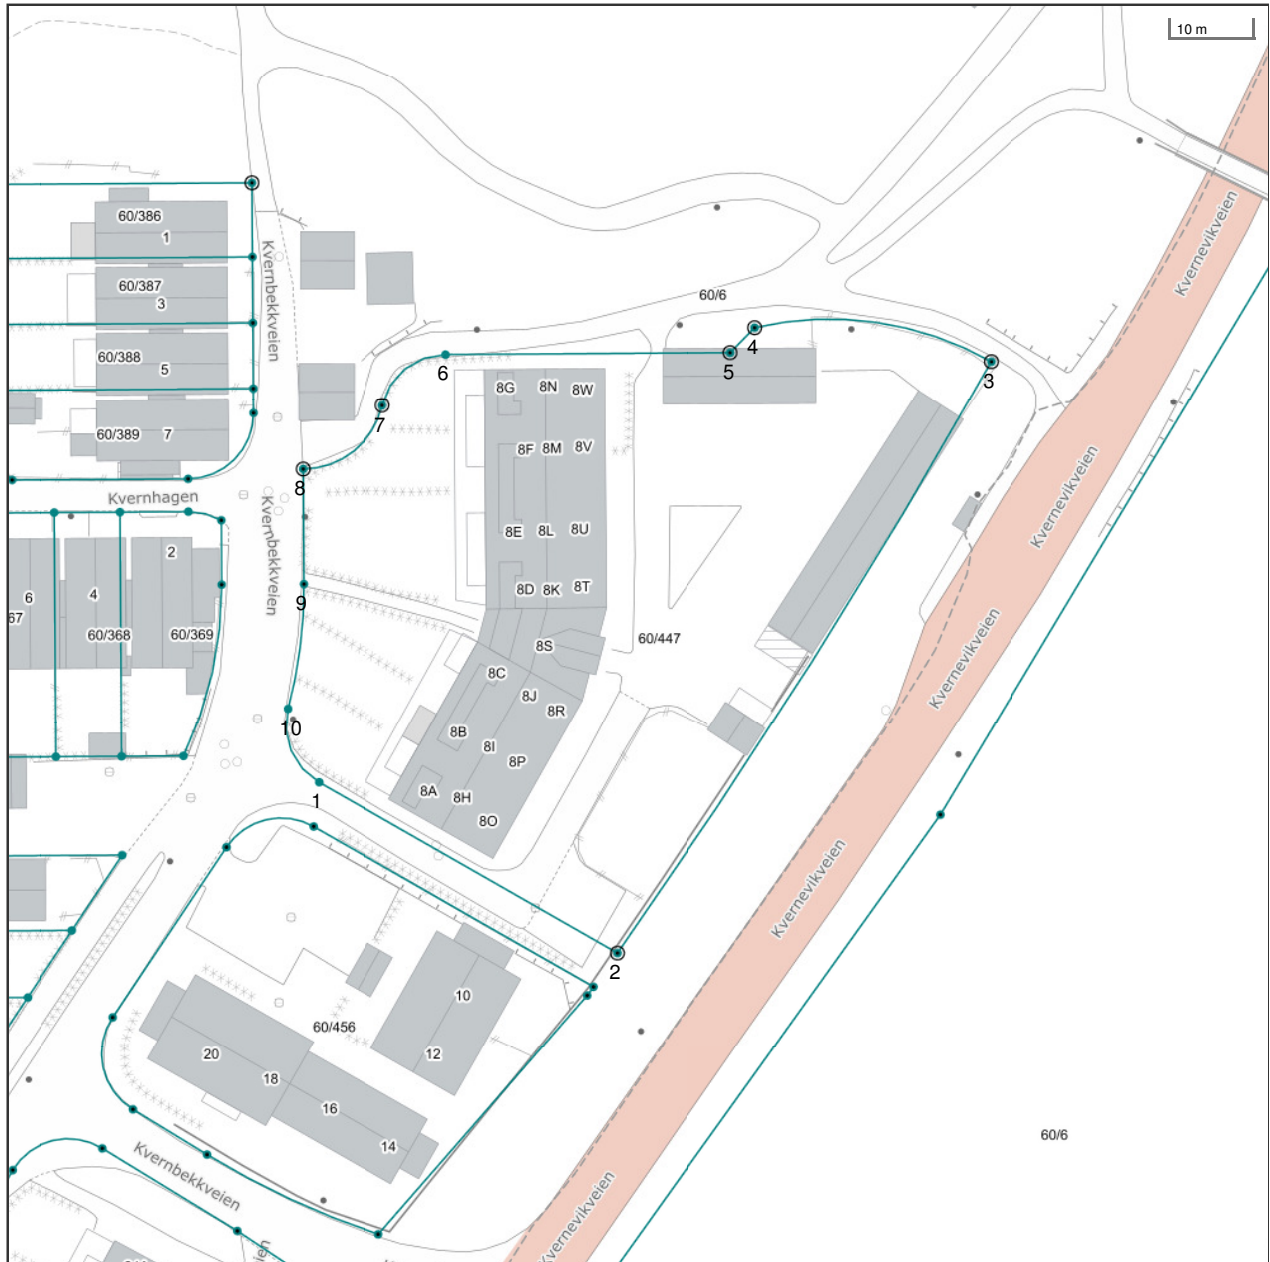 10 m
60/386
1
Kvernbekkveien
Kvernevikveien
60/387
3
60/6
4
5
3
60/388
5
6
8G
8N
8W
7
60/389
7
8F
8M
8V
8
Kvernhagen
Kvernbekkveien
Kvernevikveien
8E
8L
8U
2
6
4
9
8D
8K
8T
67
60/368
60/369
60/447
8S
Kvernevikveien
8C
8J
8R
10
8B
8I
8P
1
8A
8H
8O
Kvernevikveien
2
10
60/456
12
20
18
16
14
60/6
Kvernbekkveien
Kvernevikveien
eien